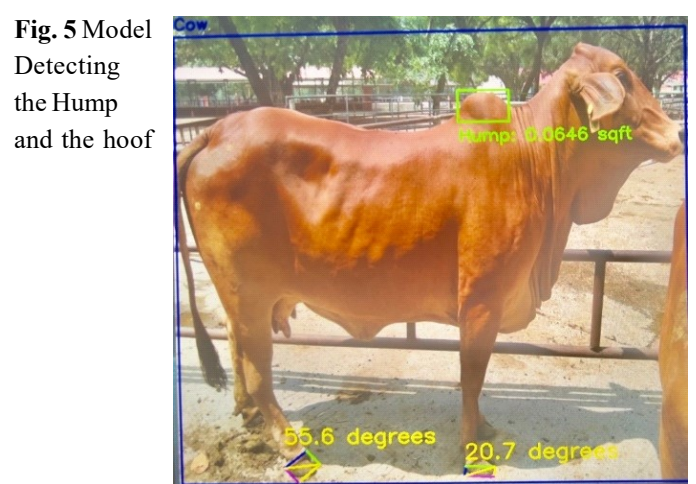 Fig. 5 Model
Detecting
the Hump
and the hoof
Cow
Hump: 0.0646 sqft
55.6 degrees
20.7 degrees